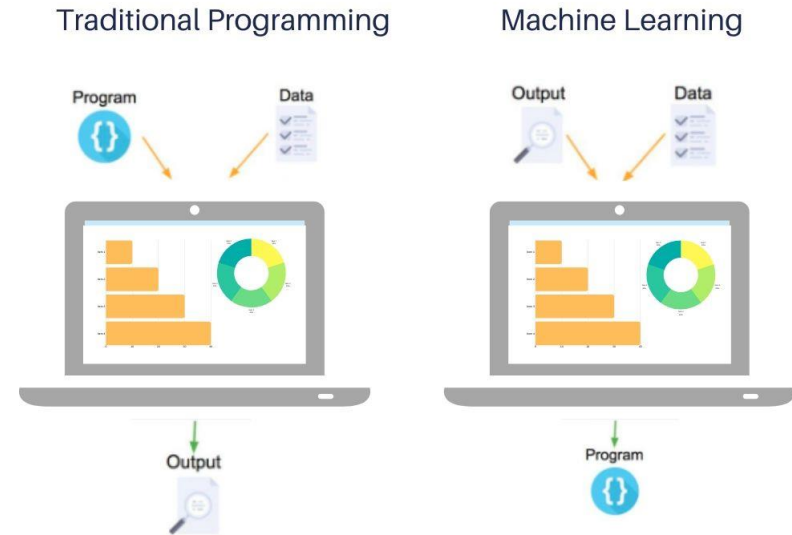 Traditional Programming
Program
Data
Output
Machine Learning
Output
Data
Program